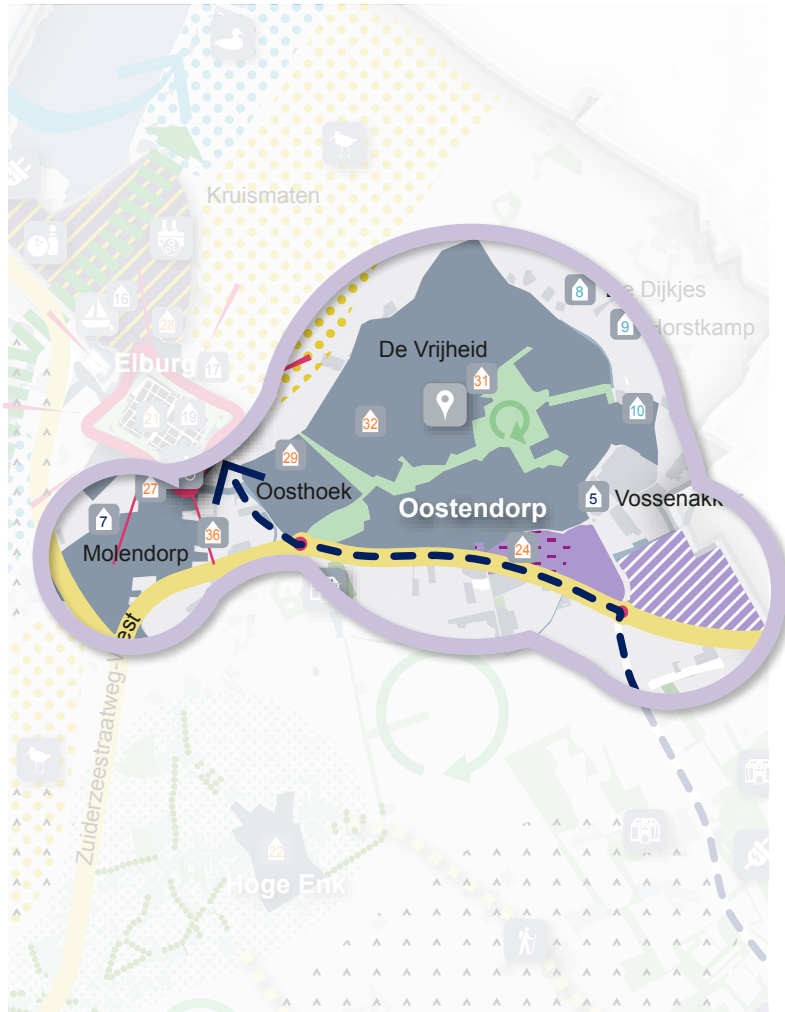 Kruismaten
8
De Dijkjes
16
28
9
Horstkamp
De Vrijheid
Elburg
17
31
10
21
19
32
29
27
Oosthoek
5
Vossenakk
7
Oostendorp
36
24
Molendorp
Zuiderzeestraatweg-West
22
Hoge Enk